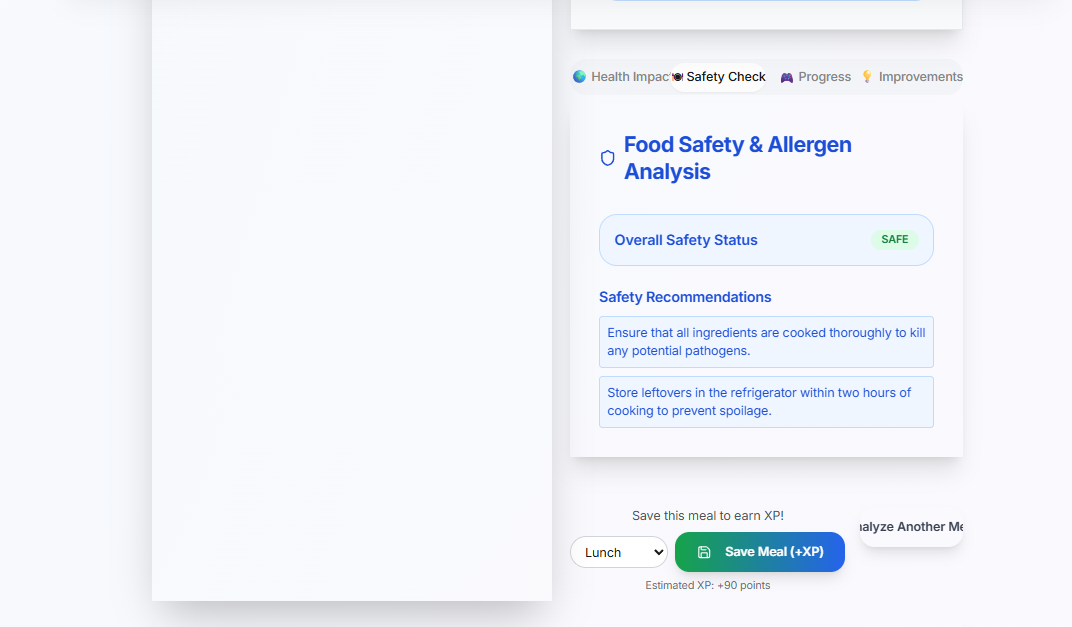 Health Impac
Safety Check
Progress
Improvements
Food Safety & Allergen
Analysis
Overall Safety Status
SAFE
Safety Recommendations
Ensure that all ingredients are cooked thoroughly to kill
any potential pathogens.
Store leftovers in the refrigerator within two hours of
cooking to prevent spoilage.
Save this meal to earn XP!
Lunch
Save Meal (+XP)
nalyze Another Me
Estimated XP: +90 points